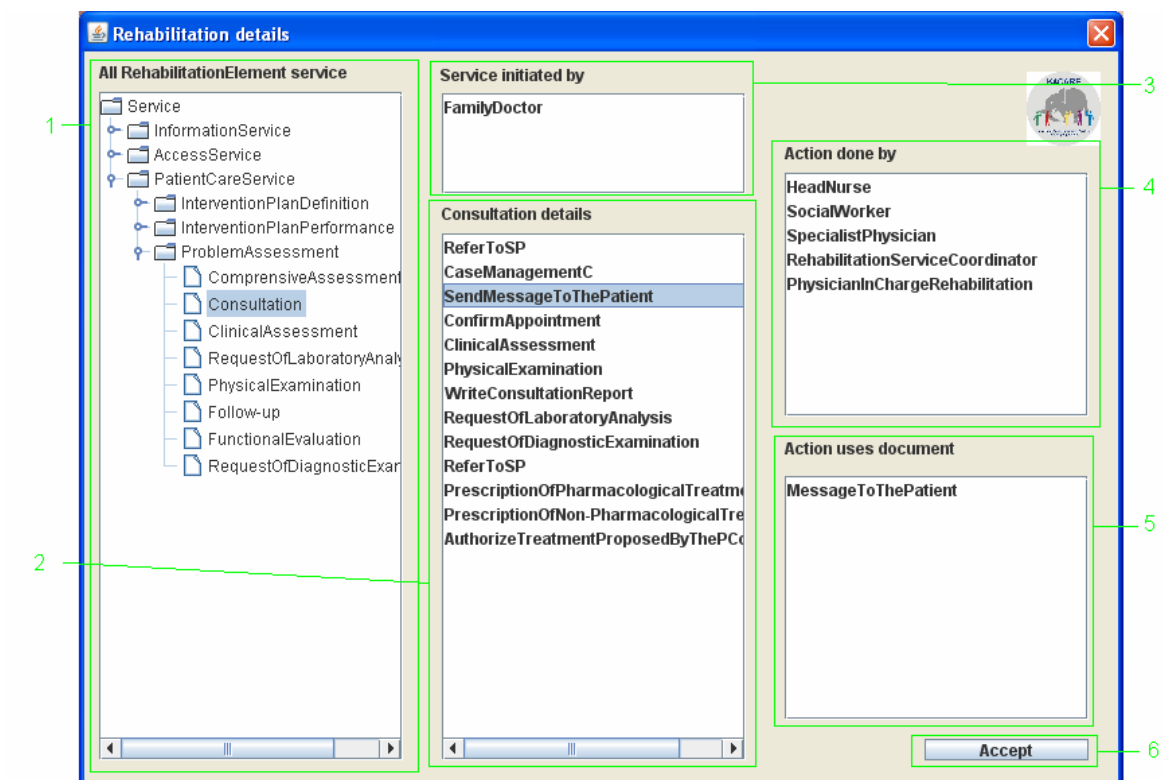 Rehabilitation details
All RehabilitationElement service
Service
InformationService
AccessService
PatientCareService
InterventionPlanDefinition
InterventionPlanPerformance
ProblemAssessment
ComprensiveAssessment
Consultation
ClinicalAssessment
RequestOfLaboratoryAnaly
PhysicalExamination
Follow-up
FunctionalEvaluation
RequestOfDiagnosticExar
1
Service initiated by
FamilyDoctor
3
Consultation details
ReferToSP
CaseManagementC
SendMessageToThePatient
ConfirmAppointment
ClinicalAssessment
PhysicalExamination
WriteConsultationReport
RequestOfLaboratoryAnalysis
RequestOfDiagnosticExamination
ReferToSP
PrescriptionOfPharmacologicalTreatme
PrescriptionOfNon-PharmacologicalTre
AuthorizeTreatmentProposedByThePCo
2
K4CARE
Action done by
HeadNurse
SocialWorker
SpecialistPhysician
RehabilitationServiceCoordinator
PhysicianInChargeRehabilitation
4
Action uses document
MessageToThePatient
5
Accept
6